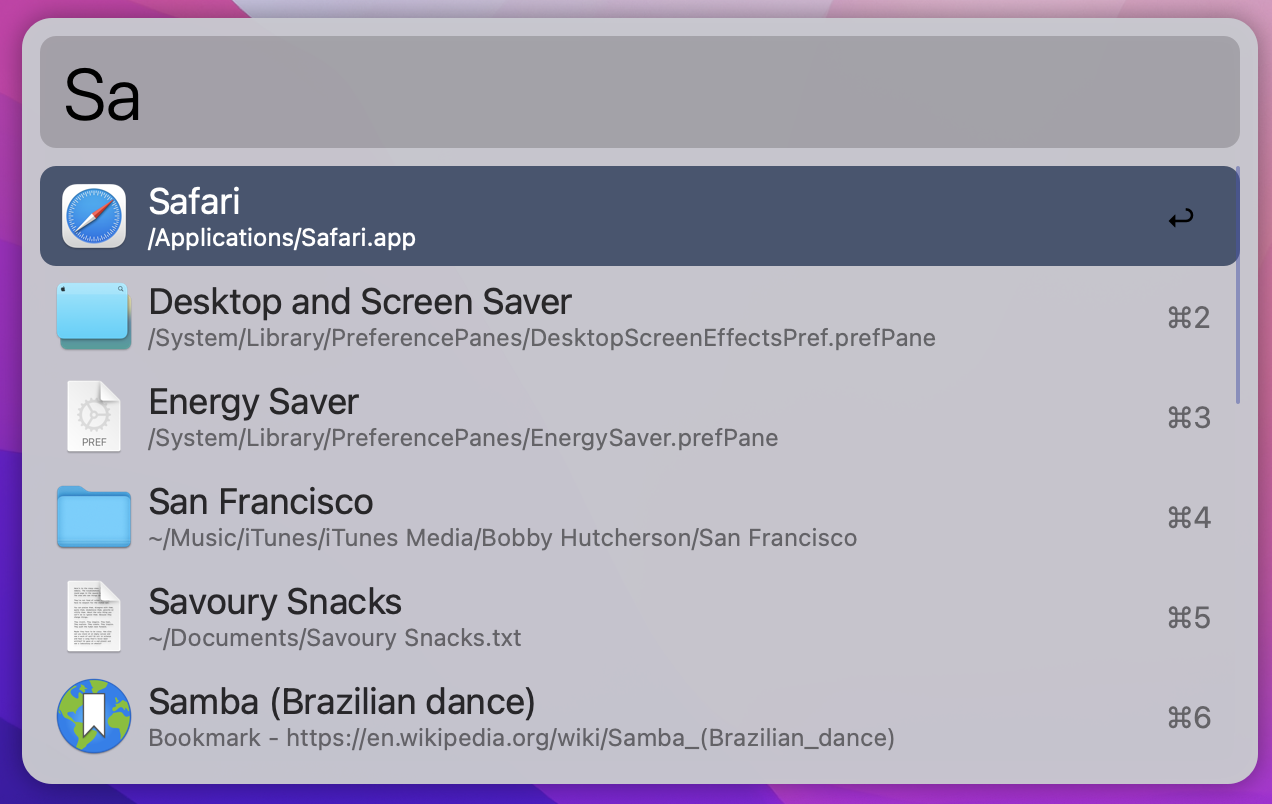 Sa
Safari
/Applications/Safari.app
↩
Desktop and Screen Saver
/System/Library/PreferencePanes/DesktopScreenEffectsPref.prefPane
⌘2
Energy Saver
/System/Library/PreferencePanes/EnergySaver.prefPane
⌘3
PREF
San Francisco
~/Music/iTunes/iTunes Media/Bobby Hutcherson/San Francisco
⌘4
Savoury Snacks
~/Documents/Savoury Snacks.txt
⌘5
Samba (Brazilian dance)
Bookmark – https://en.wikipedia.org/wiki/Samba_(Brazilian_dance)
⌘6